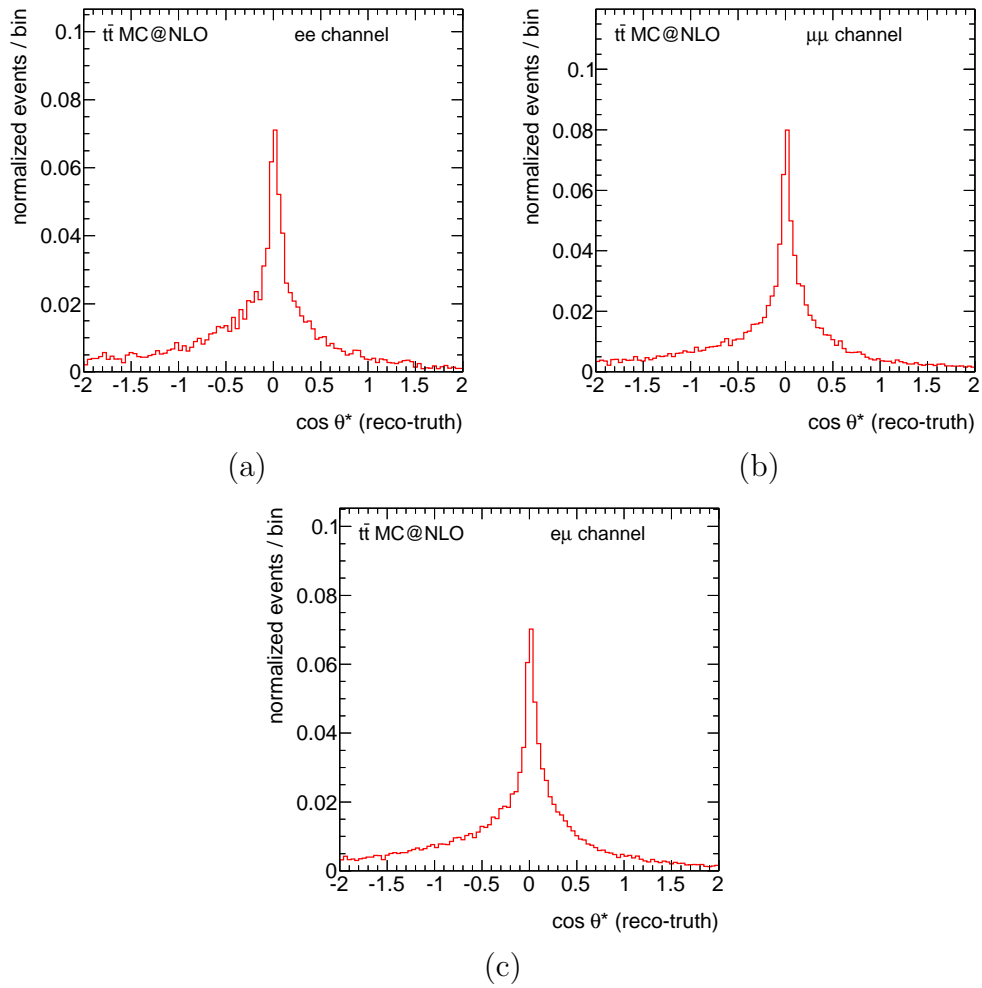 normalized events / bin
tt̄ MC@NLO ee channel
0.1
0.08
0.06
0.04
0.02
0
-2 -1.5 -1 -0.5 0 0.5 1 1.5 2
cos θ* (reco-truth)
(a)
normalized events / bin
tt̄ MC@NLO μμ channel
0.1
0.08
0.06
0.04
0.02
0
-2 -1.5 -1 -0.5 0 0.5 1 1.5 2
cos θ* (reco-truth)
(b)
normalized events / bin
tt̄ MC@NLO eμ channel
0.1
0.08
0.06
0.04
0.02
0
-2 -1.5 -1 -0.5 0 0.5 1 1.5 2
cos θ* (reco-truth)
(c)